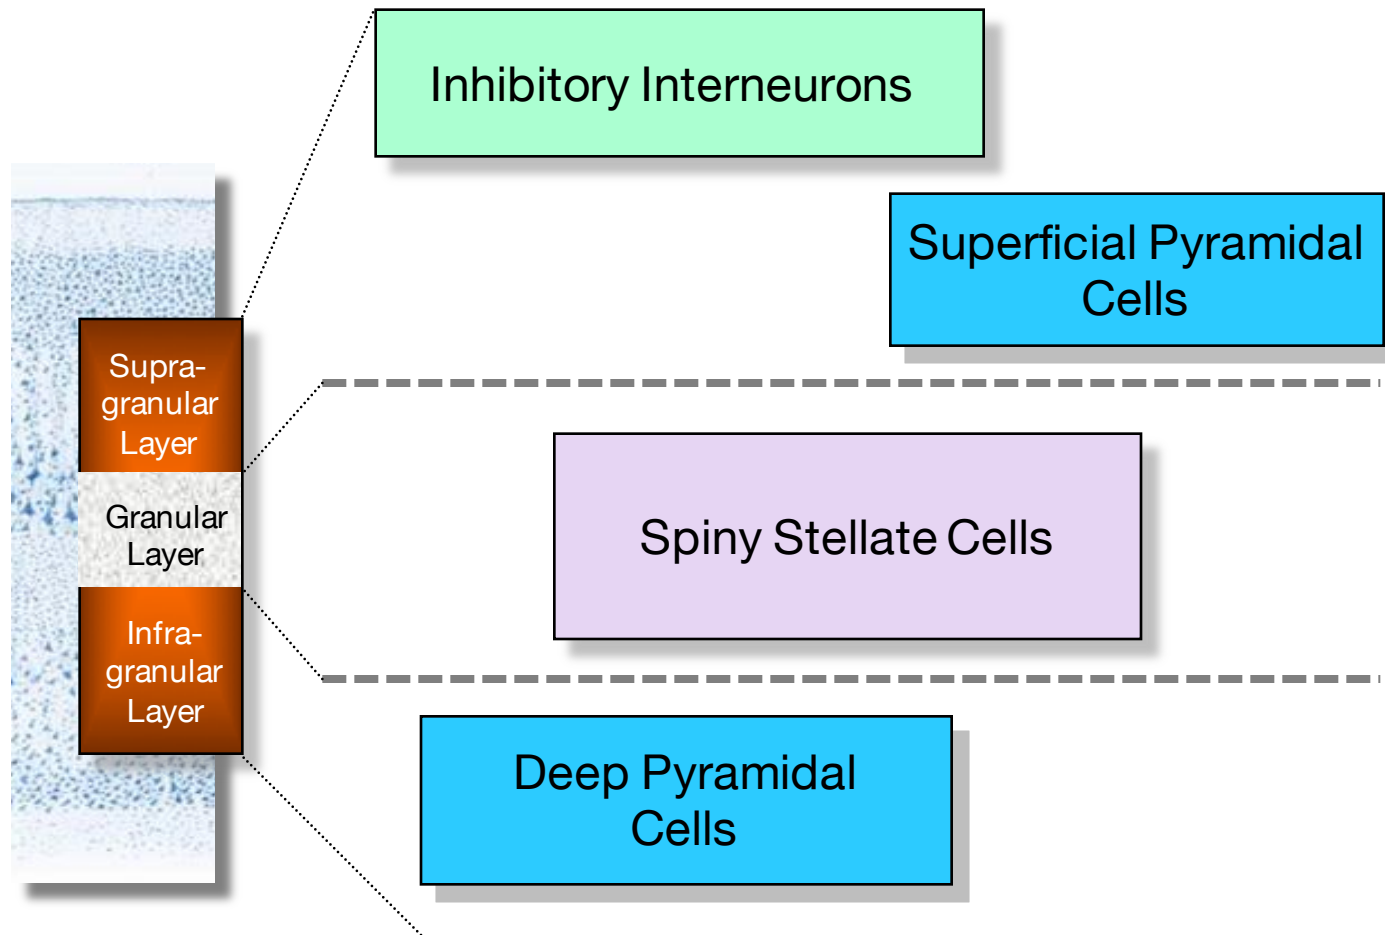 Inhibitory Interneurons
Superficial Pyramidal
Cells
Supra-
granular
Layer
Granular
Layer
Spiny Stellate Cells
Infra-
granular
Layer
Deep Pyramidal
Cells